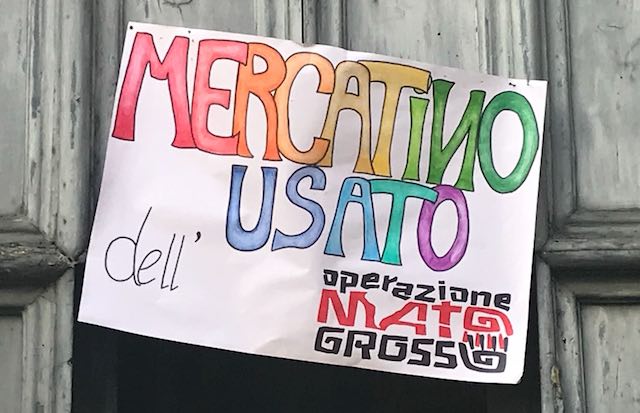 MERCATiNO
USATO
dell'
operazione
MATO
GROSSO